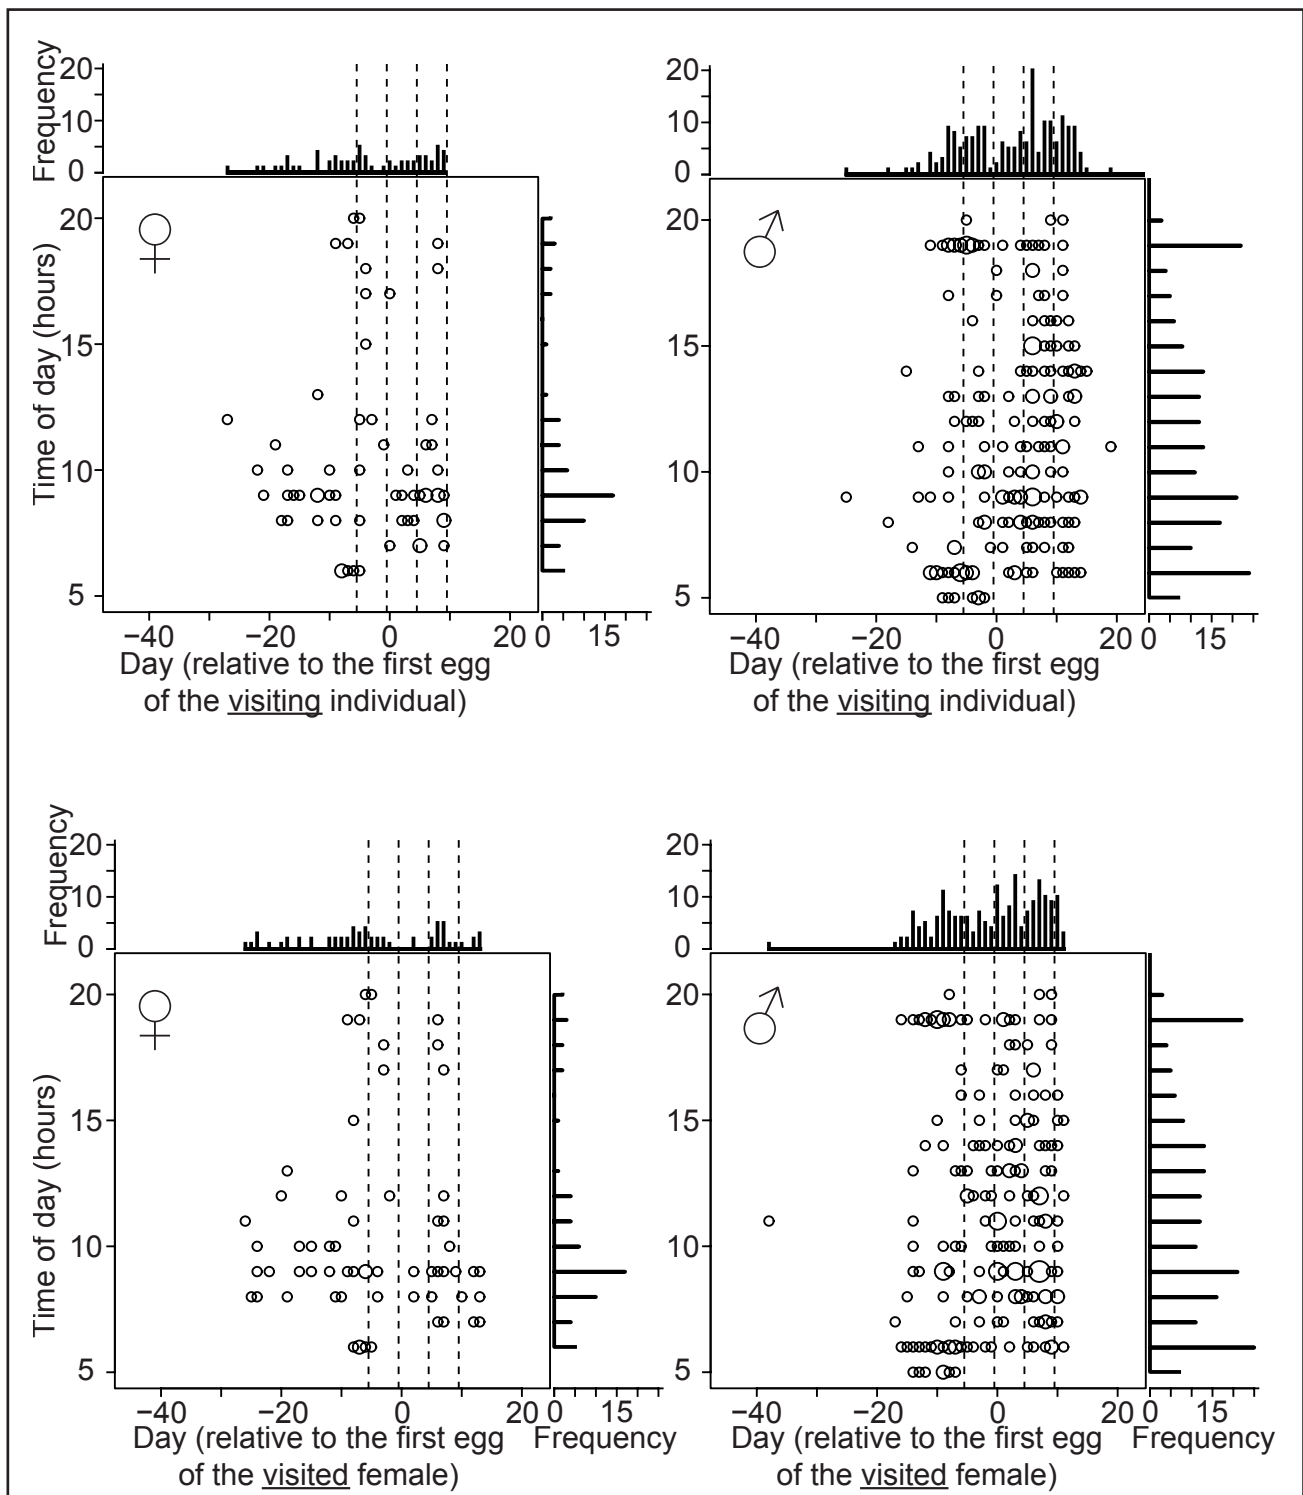 Frequency
20
10
0
20
10
0
Time of day (hours)
20
15
10
5
♀
20
15
10
5
♂
−40 −20 0 20 0 15
−40 −20 0 20 0 15
Day (relative to the first egg
of the visiting individual)
Day (relative to the first egg
of the visiting individual)
Frequency
20
10
0
20
10
0
Time of day (hours)
20
15
10
5
♀
20
15
10
5
♂
−40 −20 0 20 0 15
−40 −20 0 20 0 15
Day (relative to the first egg Frequency
of the visited female)
Day (relative to the first egg Frequency
of the visited female)